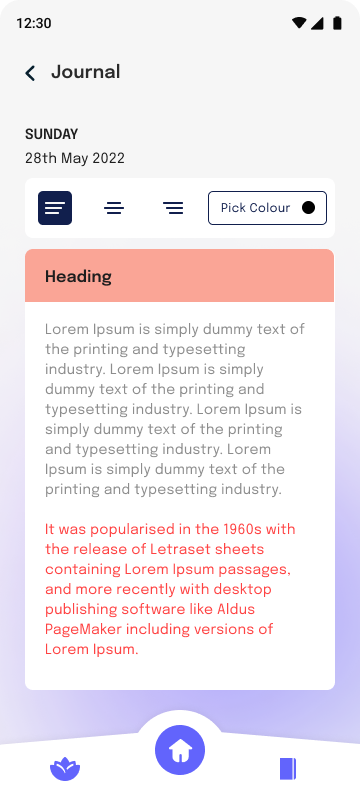 12:30
Journal
SUNDAY
28th May 2022
Pick Colour
Heading
Lorem Ipsum is simply dummy text of
the printing and typesetting
industry. Lorem Ipsum is simply
dummy text of the printing and
typesetting industry. Lorem Ipsum is
simply dummy text of the printing
and typesetting industry. Lorem
Ipsum is simply dummy text of the
printing and typesetting industry.
It was popularised in the 1960s with
the release of Letraset sheets
containing Lorem Ipsum passages,
and more recently with desktop
publishing software like Aldus
PageMaker including versions of
Lorem Ipsum.